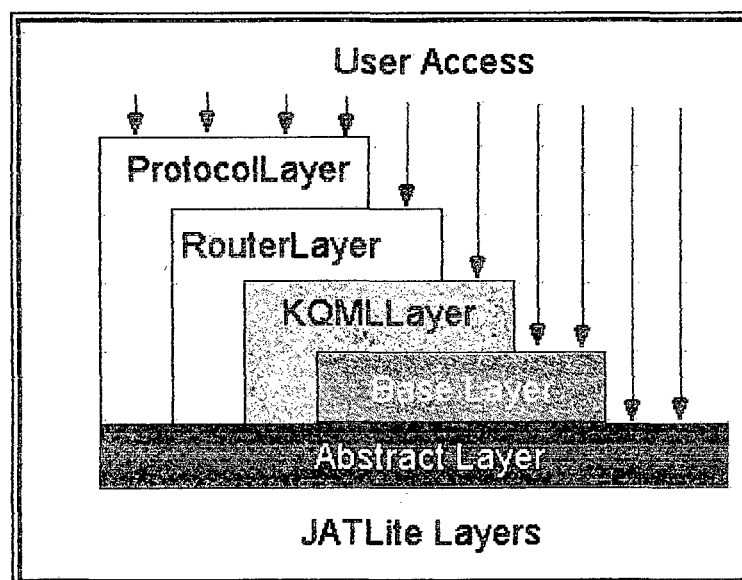 User Access
ProtocolLayer
RouterLayer
KQMLLayer
Base Layer
Abstract Layer
JATLite Layers